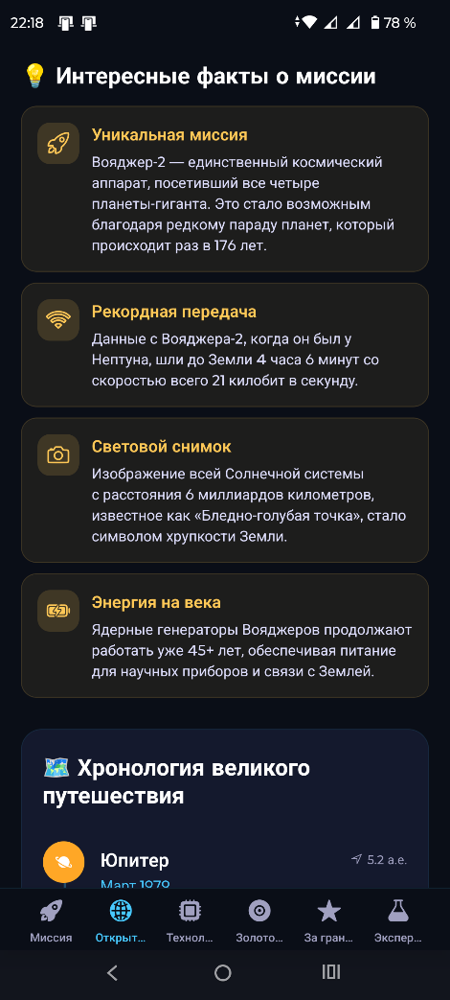 22:18
78 %
💡 Интересные факты о миссии
Уникальная миссия
Вояджер-2 — единственный космический
аппарат, посетивший все четыре
планеты-гиганта. Это стало возможным
благодаря редкому параду планет, который
происходит раз в 176 лет.
Рекордная передача
Данные с Вояджера-2, когда он был у
Нептуна, шли до Земли 4 часа 6 минут со
скоростью всего 21 килобит в секунду.
Световой снимок
Изображение всей Солнечной системы
с расстояния 6 миллиардов километров,
известное как «Бледно-голубая точка», стало
символом хрупкости Земли.
Энергия на века
Ядерные генераторы Вояджеров продолжают
работать уже 45+ лет, обеспечивая питание
для научных приборов и связи с Землей.
🗺️ Хронология великого
путешествия
Юпитер
5.2 а.е.
Март 1979
Миссия
Открыт...
Технол...
Золото...
За гран...
Экспер...